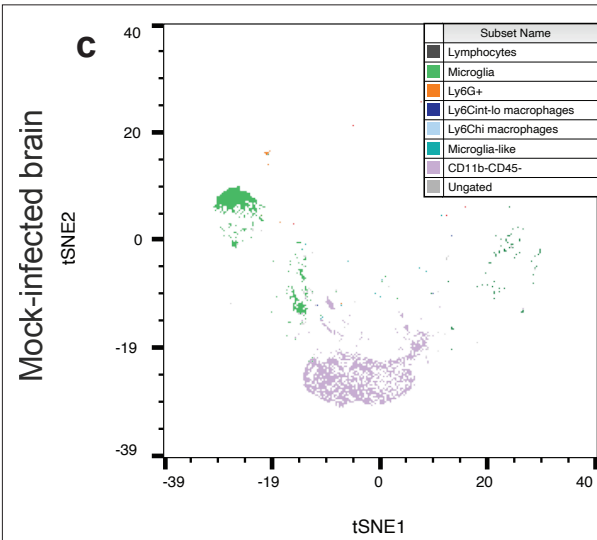 c
Mock-infected brain
tSNE2
40
20
0
-19
-39
-39
-19
0
20
40
tSNE1
Subset Name
Lymphocytes
Microglia
Ly6G+
Ly6Cint-lo macrophages
Ly6Chi macrophages
Microglia-like
CD11b-CD45-
Ungated